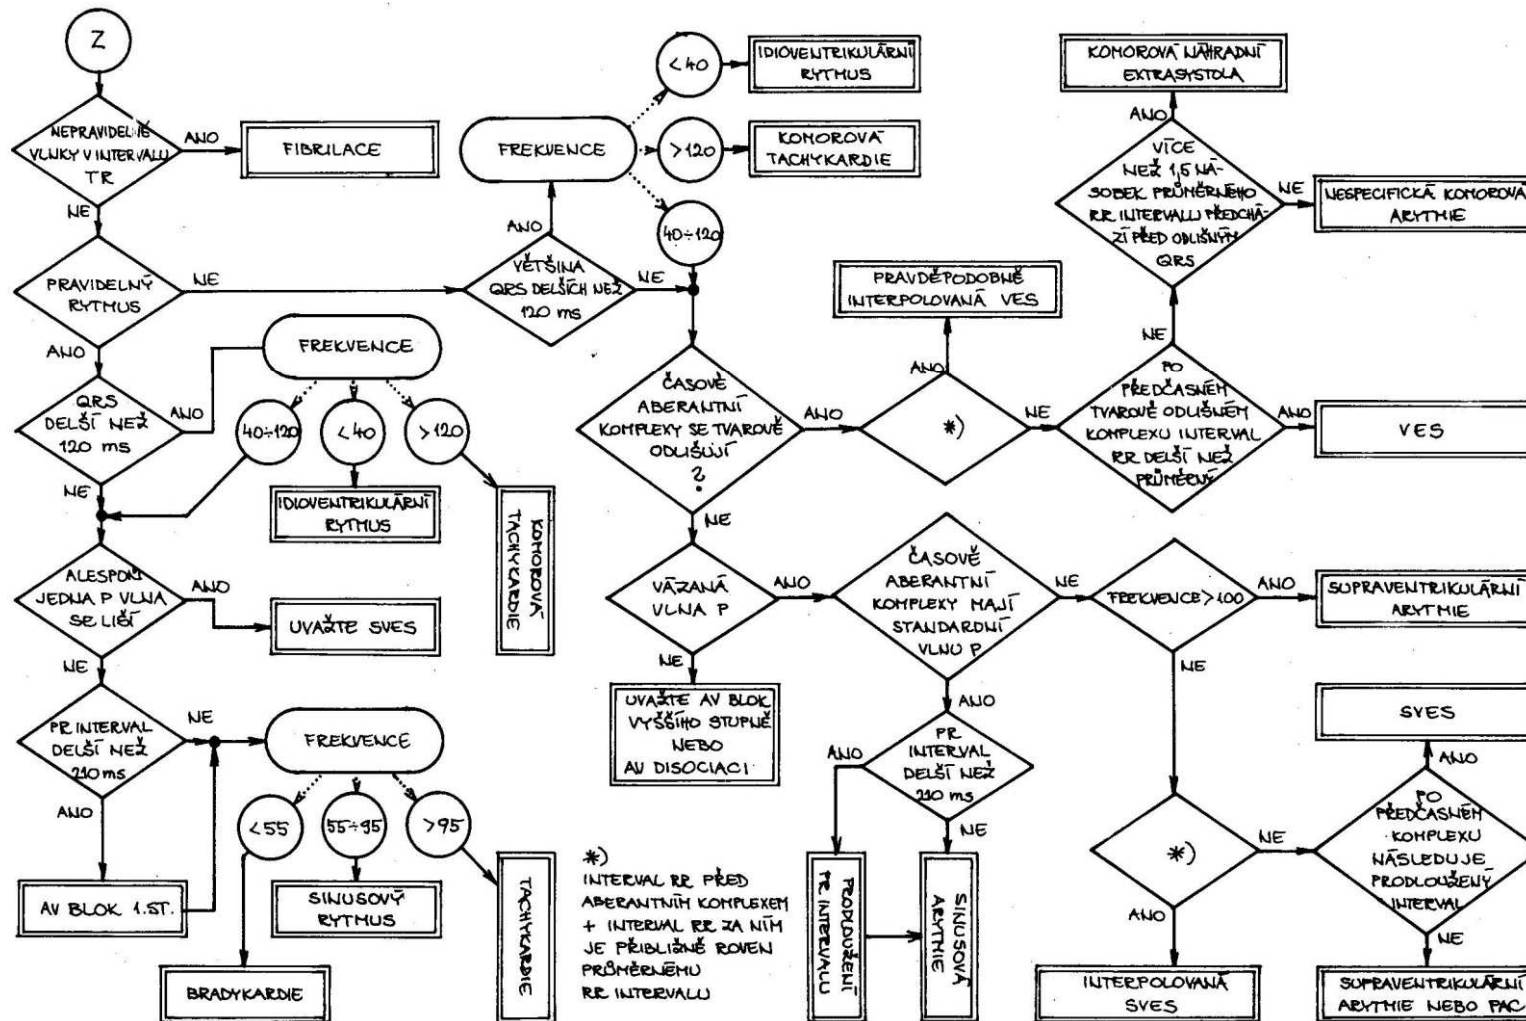 Z
NEPRAVIDELNÉ
VLNKY V INTERVALU
TR
ANO
FIBRILACE
NE
PRAVIDELNÝ
RYTMUS
NE
ANO
QRS
DELŠÍ NEŽ
120 ms
ANO
NE
FREKVENCE
40÷120
<40
>120
IDIOVENTRIKULÁRNÍ
RYTMUS
KOMOROVÁ
TACHYKARDIE
ALESPOŇ
JEDNA P VLNA
SE LIŠÍ
ANO
UVAŽTE SVES
NE
PR INTERVAL
DELŠÍ NEŽ
210 ms
NE
ANO
AV BLOK 1.ST.
FREKVENCE
<55
55÷95
>95
BRADYKARDIE
SINUSOVÝ
RYTMUS
TACHYKARDIE
VĚTŠINA
QRS DELŠÍCH NEŽ
120 ms
ANO
NE
FREKVENCE
<40
>120
40÷120
IDIOVENTRIKULÁRNÍ
RYTMUS
KOMOROVÁ
TACHYKARDIE
ČASOVĚ
ABERANTNÍ
KOMPLEXY SE TVAROVĚ
ODLIŠUJÍ
?
ANO
NE
*)
ANO
NE
PRAVDĚPODOBNĚ
INTERPOLOVANÁ VES
PO
PŘEDČASNÉM
TVAROVĚ ODLIŠNÉM
KOMPLEXU INTERVAL
RR DELŠÍ NEŽ
PRŮMĚRNÝ
ANO
VES
NE
VÍCE
NEŽ 1,5 NÁ-
SOBEK PRŮMĚRNÉHO
RR INTERVALU PŘEDCHÁ-
ZÍ PŘED ODLIŠNÝM
QRS
ANO
KOMOROVÁ NÁHRADNÍ
EXTRASYSTOLA
NE
NESPECIFICKÁ KOMOROVÁ
ARYTMIE
VÁZANÁ
VLNA P
ANO
NE
UVAŽTE AV BLOK
VYŠŠÍHO STUPNĚ
NEBO
AV DISOCIACI
ČASOVĚ
ABERANTNÍ
KOMPLEXY MAJÍ
STANDARDNÍ
VLNU P
NE
ANO
PR
INTERVAL
DELŠÍ NEŽ
210 ms
ANO
NE
PRODLOUŽENÍ
PR INTERVALU
SINUSOVÁ
ARYTMIE
FREKVENCE>100
ANO
SUPRAVENTRIKULÁRNÍ
ARYTMIE
NE
*)
ANO
NE
INTERPOLOVANÁ
SVES
PO
PŘEDČASNÉM
KOMPLEXU
NÁSLEDUJE
PRODLOUŽENÝ
INTERVAL
ANO
SVES
NE
SUPRAVENTRIKULÁRNÍ
ARYTMIE NEBO PAC
*)
INTERVAL RR PŘED
ABERANTNÍM KOMPLEXEM
+ INTERVAL RR ZA NÍM
JE PŘIBLIŽNĚ ROVEN
PRŮMĚRNÉMU
RR INTERVALU